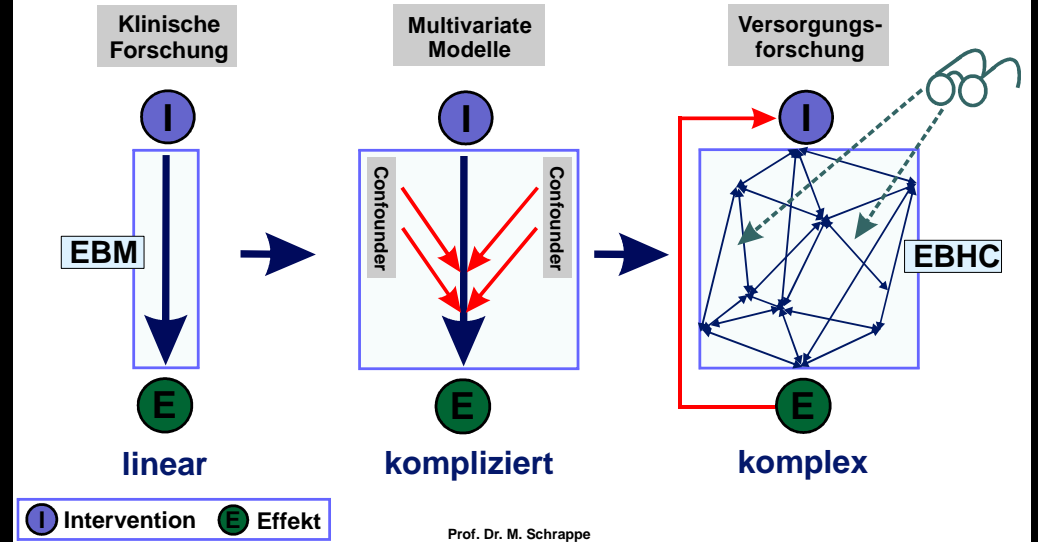 Klinische
Forschung
Multivariate
Modelle
Versorgungs-
forschung
I
I
I
Confounder
Confounder
EBM
EBHC
E
E
E
linear
kompliziert
komplex
I Intervention E Effekt
Prof. Dr. M. Schrappe